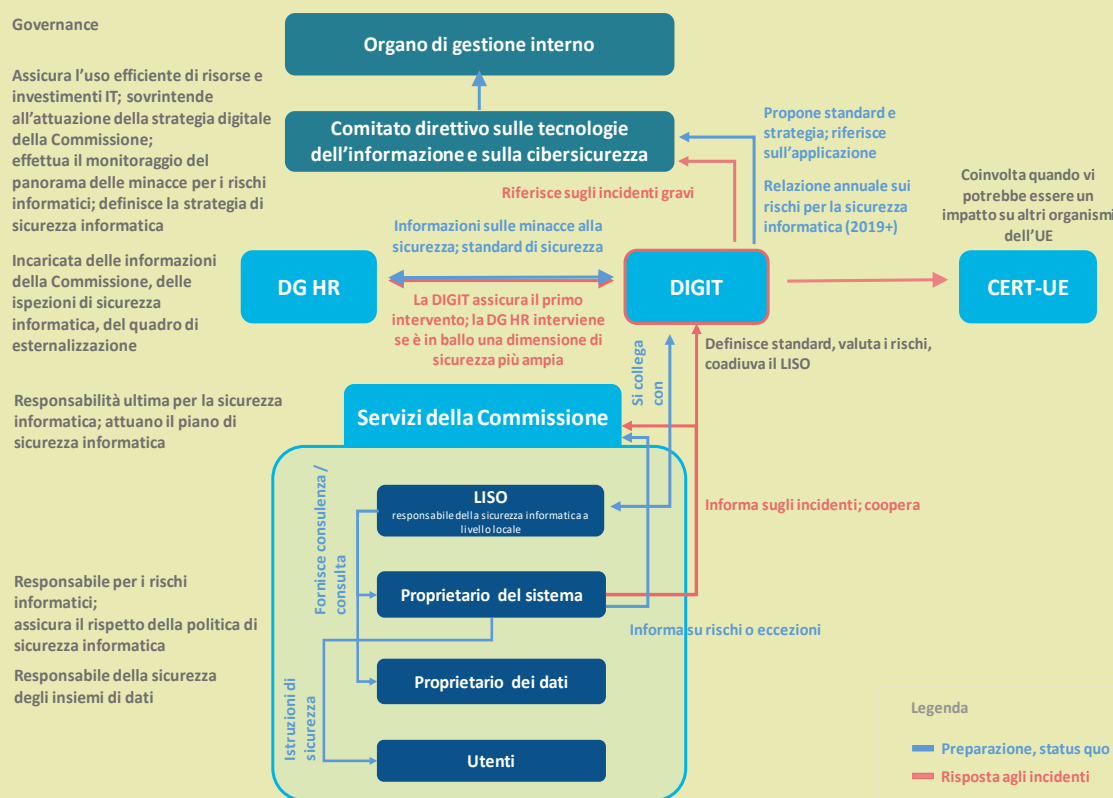 Governance
Organo di gestione interno
Assicura l'uso efficiente di risorse e
investimenti IT; sovrintende
all'attuazione della strategia digitale
della Commissione;
effettua il monitoraggio del
panorama delle minacce per i rischi
informatici; definisce la strategia di
sicurezza informatica
Comitato direttivo sulle tecnologie
dell'informazione e sulla cibersicurezza
Propone standard e
strategia; riferisce
sull'applicazione
Riferisce sugli incidenti gravi
Relazione annuale sui
rischi per la sicurezza
informatica (2019+)
Coinvolta quando vi
potrebbe essere un
impatto su altri organismi
dell'UE
Incaricata delle informazioni
della Commissione, delle
ispezioni di sicurezza
informatica, del quadro di
esternalizzazione
DG HR
Informazioni sulle minacce alla
sicurezza; standard di sicurezza
La DIGIT assicura il primo
intervento; la DG HR interviene
se è in ballo una dimensione di
sicurezza più ampia
DIGIT
CERT-UE
Definisce standard, valuta i rischi,
coadiuva il LISO
Si collega
con
Responsabilità ultima per la sicurezza
informatica; attuano il piano di
sicurezza informatica
Servizi della Commissione
LISO
responsabile della sicurezza informatica a
livello locale
Fornisce consulenza/
consulta
Informa sugli incidenti; coopera
Responsabile per i rischi
informatici;
assicura il rispetto della politica di
sicurezza informatica
Proprietario del sistema
Informa su rischi o eccezioni
Responsabile della sicurezza
degli insiemi di dati
Proprietario dei dati
Istruzioni di
sicurezza
Utenti
Legenda
Preparazione, status quo
Risposta agli incidenti